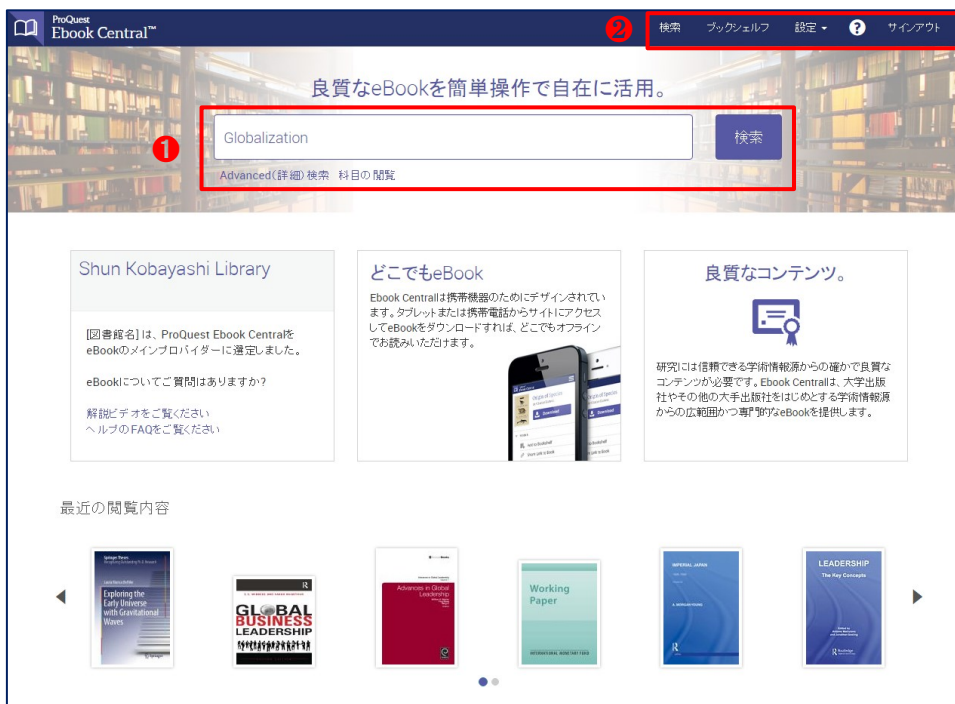 ProQuest
Ebook Central™
❷
検索 ブックシェルフ 設定 ? サインアウト
良質なeBookを簡単操作で自在に活用。
❶
Globalization
検索
Advanced(詳細)検索 科目の閲覧
Shun Kobayashi Library
[図書館名]は、ProQuest Ebook Centralを
eBookのメインプロバイダーに選定しました。
eBookについてご質問はありますか?
解説ビデオをご覧ください
ヘルプのFAQをご覧ください
どこでもeBook
Ebook Centralは携帯機器のためにデザインされてい
ます。タブレットまたは携帯電話からサイトにアクセス
してeBookをダウンロードすれば、どこでもオフライン
でお読みいただけます。
Download
良質なコンテンツ。
研究には信頼できる学術情報源からの確かで良質な
コンテンツが必要です。Ebook Centralは、大学出版
社やその他の大手出版社をはじめとする学術情報源
からの広範囲かつ専門的なeBookを提供します。
最近の閲覧内容
Exploring the
Early Universe
with Gravitational
Waves
Springer
R
GLOBAL
BUSINESS
LEADERSHIP
Advances in Global
Leadership
Working
Paper
INTERNATIONAL MONETARY FUND
IMPERIAL JAPAN
R
LEADERSHIP
The Key Concepts
Routledge